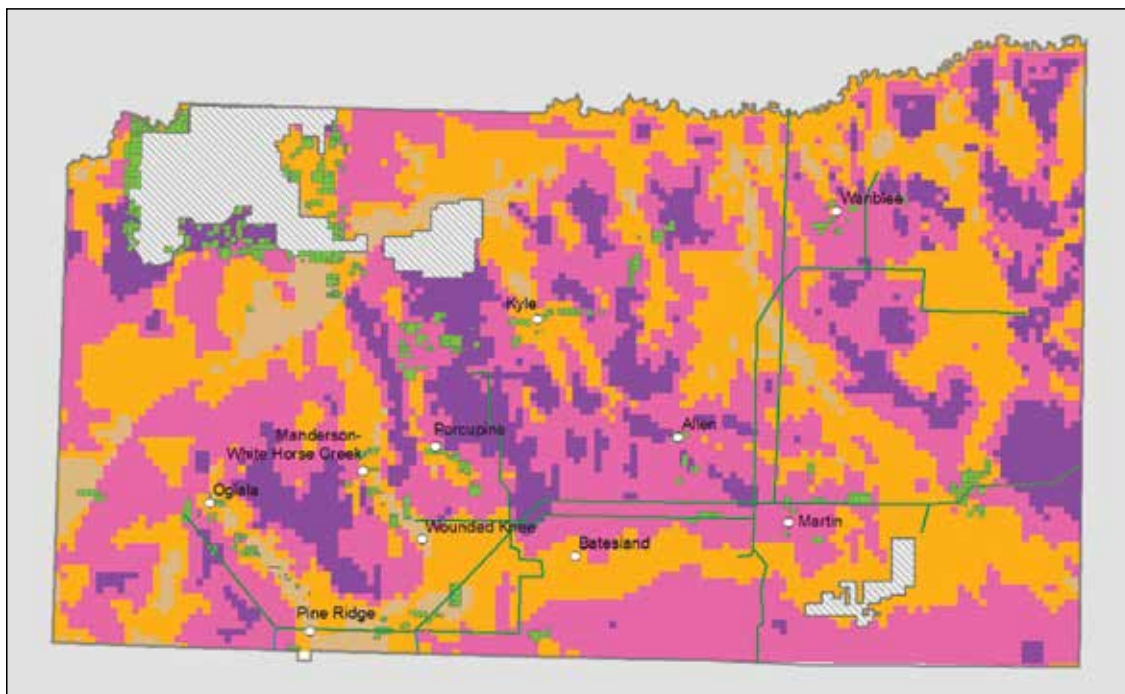 Wanblee
Kyle
Allen
Porcupine
Manderson-
White Horse Creek
Oglala
Martin
Wounded Knee
Batesland
Pine Ridge